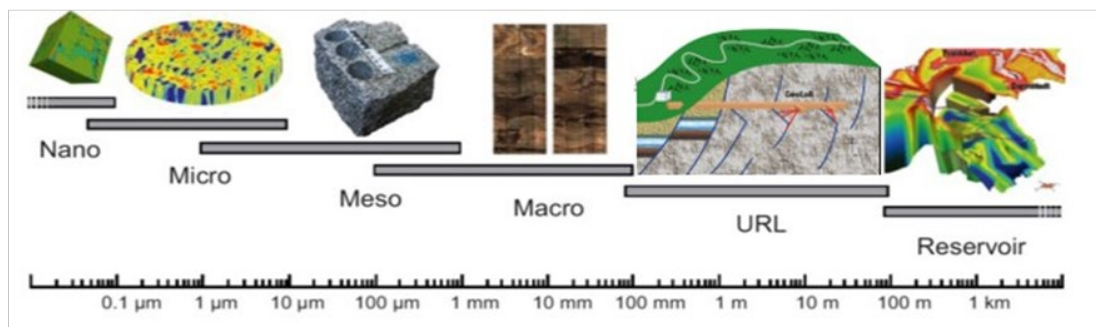 GeoLaB
Nano
Micro
Meso
Macro
URL
Reservoir
0.1 µm 1 µm 10 µm 100 µm 1 mm 10 mm 100 mm 1 m 10 m 100 m 1 km